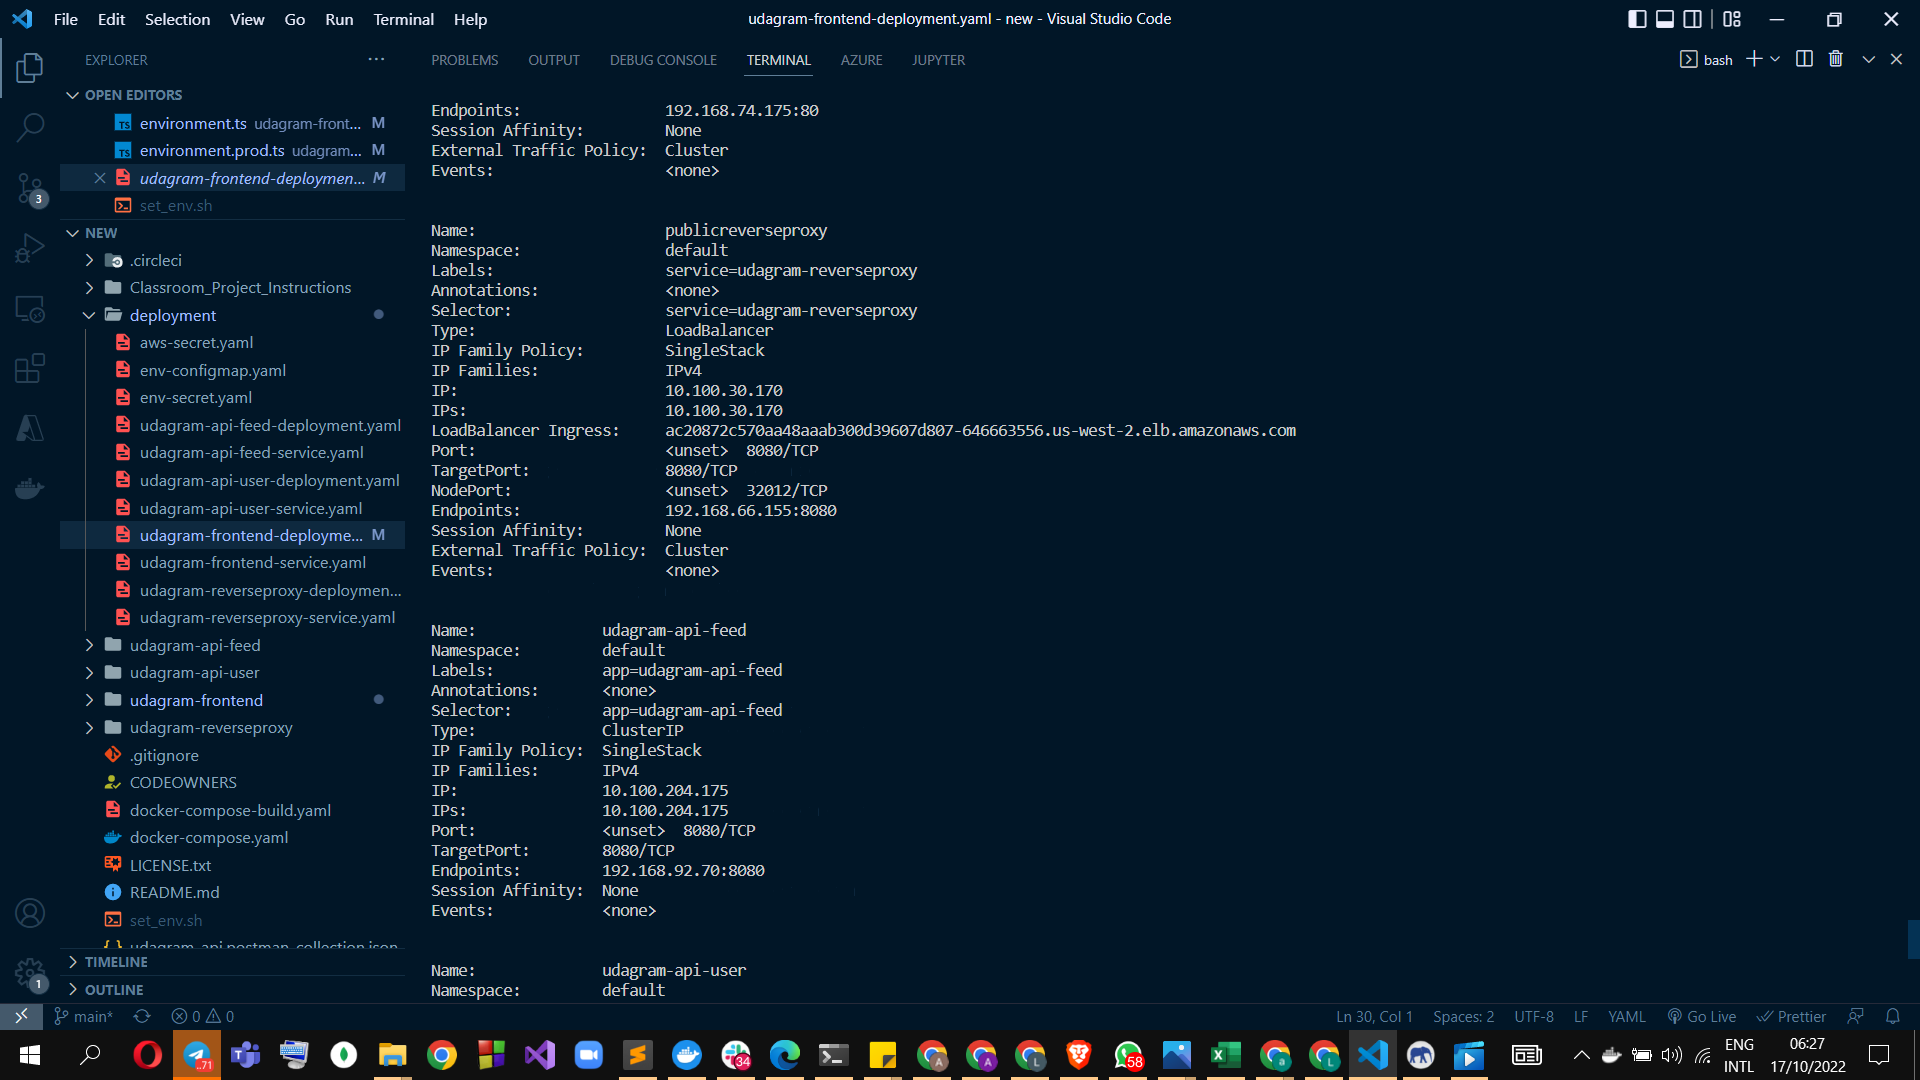 File Edit Selection View Go Run Terminal Help
udagram-frontend-deployment.yaml - new - Visual Studio Code
EXPLORER
OPEN EDITORS
environment.ts udagram-front... M
environment.prod.ts udagram... M
udagram-frontend-deploymen... M
set_env.sh
NEW
.circleci
Classroom_Project_Instructions
deployment
aws-secret.yaml
env-configmap.yaml
env-secret.yaml
udagram-api-feed-deployment.yaml
udagram-api-feed-service.yaml
udagram-api-user-deployment.yaml
udagram-api-user-service.yaml
udagram-frontend-deployme... M
udagram-frontend-service.yaml
udagram-reverseproxy-deploymen...
udagram-reverseproxy-service.yaml
udagram-api-feed
udagram-api-user
udagram-frontend
udagram-reverseproxy
.gitignore
CODEOWNERS
docker-compose-build.yaml
docker-compose.yaml
LICENSE.txt
README.md
set_env.sh
udagram_api.postman_collection.json
TIMELINE
OUTLINE
3
1
PROBLEMS OUTPUT DEBUG CONSOLE TERMINAL AZURE JUPYTER
bash
Endpoints: 192.168.74.175:80
Session Affinity: None
External Traffic Policy: Cluster
Events: <none>
Name: publicreverseproxy
Namespace: default
Labels: service=udagram-reverseproxy
Annotations: <none>
Selector: service=udagram-reverseproxy
Type: LoadBalancer
IP Family Policy: SingleStack
IP Families: IPv4
IP: 10.100.30.170
IPs: 10.100.30.170
LoadBalancer Ingress: ac20872c570aa48aaab300d39607d807-646663556.us-west-2.elb.amazonaws.com
Port: <unset> 8080/TCP
TargetPort: 8080/TCP
NodePort: <unset> 32012/TCP
Endpoints: 192.168.66.155:8080
Session Affinity: None
External Traffic Policy: Cluster
Events: <none>
Name: udagram-api-feed
Namespace: default
Labels: app=udagram-api-feed
Annotations: <none>
Selector: app=udagram-api-feed
Type: ClusterIP
IP Family Policy: SingleStack
IP Families: IPv4
IP: 10.100.204.175
IPs: 10.100.204.175
Port: <unset> 8080/TCP
TargetPort: 8080/TCP
Endpoints: 192.168.92.70:8080
Session Affinity: None
Events: <none>
Name: udagram-api-user
Namespace: default
main* 0 0
Ln 30, Col 1 Spaces: 2 UTF-8 LF YAML Go Live Prettier
71 34 A A L 58 a L
ENG INTL
06:27
17/10/2022